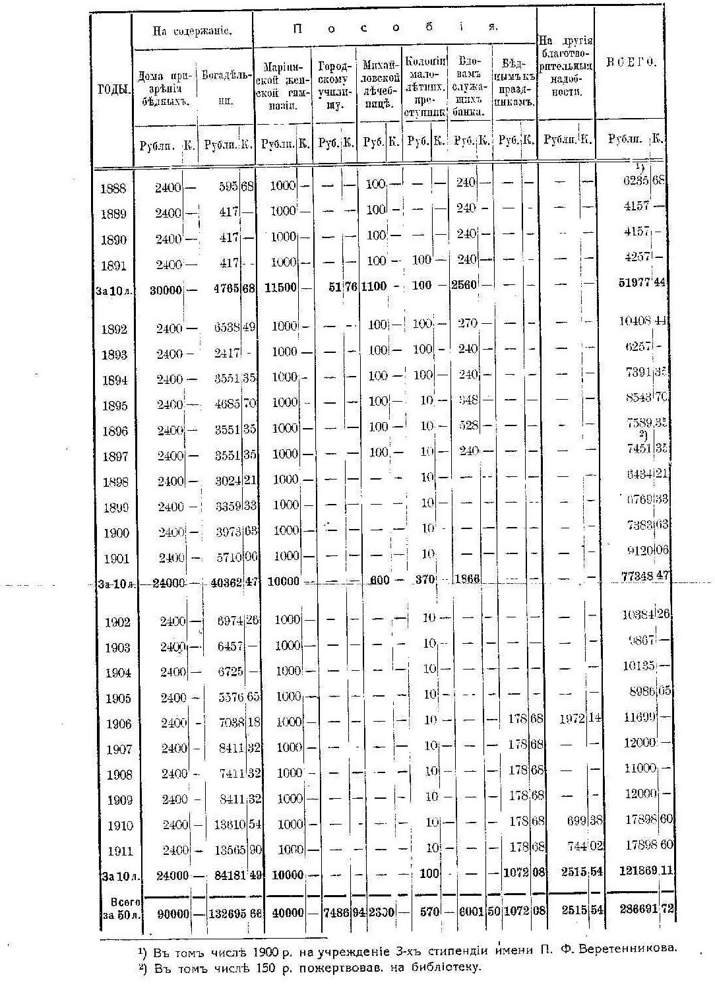 ГОДЫ. На содержаніе. Пособія. На другія благотворительныя надобности. ВСЕГО.
Дома призрѣнія бѣдныхъ. Богадѣльни. Маріинской женской гимназіи. Городскому училищу. Михайловской лѣчебницѣ. Колоніи малолѣтних. преступник Вдовамъ служащихъ банка. Бѣднымъ къ праздникамъ.
Рубли. К. Рубли. К. Рубли. К. Руб. К. Руб. К. Руб. К. Руб. К. Руб. К. Рубли. К. Рубли. К.
1)
1888 2400 — 595 68 1000 — — — 100 — — — 240 — — — — — 6235 68
1889 2400 — 417 — 1000 — — — 100 — — — 240 - — — — — 4157 —
1890 2400 — 417 — 1000 — — — 100 — — — 240 — — — - — 4157 -
1891 2400 — 417 - - 1000 — — — 100 — 100 — 240 — — — — — 4257 —
За 10 л. 30000 — 4765 68 11500 — 51 76 1100 - 100 — 2560 — — — — — 51977 44
1892 2400 — 6538 49 1000 - — - 100 — 100 — 270 — — — — — 10408 44
1893 2400 - 2417 - 1000 — — — 100 — 100 - 240 — — — — — 6257 -
1894 2400 — 3551 35 1000 - — — 100 — 100 — 240 — — — — — 7391 35
1895 2400 — 4685 70 1000 - — — 100 — 10 - 348 — — — — — 8543 70
1896 2400 — 3551 35 1000 — — — 100 — 10 - 528 — — — - — 7589 35
2)
1897 2400 — 3551 35 1000 — — — 100 — 10 — 240 — — — — — 7451 35
1898 2400 — 3024 21 1000 — — — — - 10 — — — — — — — 6434 21
1899 2400 - 3359 33 1000 — — — — — 10 — — — — — — - 6769 33
1900 2400 — 3973 63 1000 — — — — — 10 - — — — — — - 7383 63
1901 2400 — 5710 06 1000 — — — — — 10 — — — — — — 9120 06
За 10 л. 24000 — 40362 47 10000 — — — 600 — 370 — 1866 — — — — — 77348 47
1902 2400 — 6974 26 1000 — — - — — 10 — — - — - — — 10384 26
1903 2400 — 6457 — 1000 — — — — — 10 - — — — — — - 9867 —
1904 2400 — 6725 — 1000 — — — — — 10 — — — — — — — 10135 —
1905 2400 - 5576 65 1000 — — — — — 10 - - - — — — - 8986 65
1906 2400 - 7038 18 1000 — — - — — 10 — — — 178 68 1972 14 11699 —
1907 2400 - 8411 32 1000 — — — — — 10 — — — 178 68 — — 12000 —
1908 2400 - 7411 32 1000 - — — — — 10 — — — 178 68 — — 11000 —
1909 2400 - 8411 32 1000 — — — — - 10 — — — 178 68 — - 12000 —
1910 2400 — 13610 54 1000 — — — - — 10 — — — 178 68 699 38 17898 60
1911 2400 — 13565 90 1000 — — — — — 10 — — — 178 68 744 02 17898 60
За 10 л. 24000 — 84181 49 10000 — — — — — 100 - — — 1072 08 2515 54 121869 11
Всего
за 50 л. 90000 — 132695 66 40000 — 7486 94 2300 — 570 — 6001 50 1072 08 2515 54 286691 72
¹) Въ томъ числѣ 1900 р. на учрежденіе 3-хъ стипендіи имени П. Ф. Веретенникова.
²) Въ томъ числѣ 150 р. пожертвовав. на библіотеку.